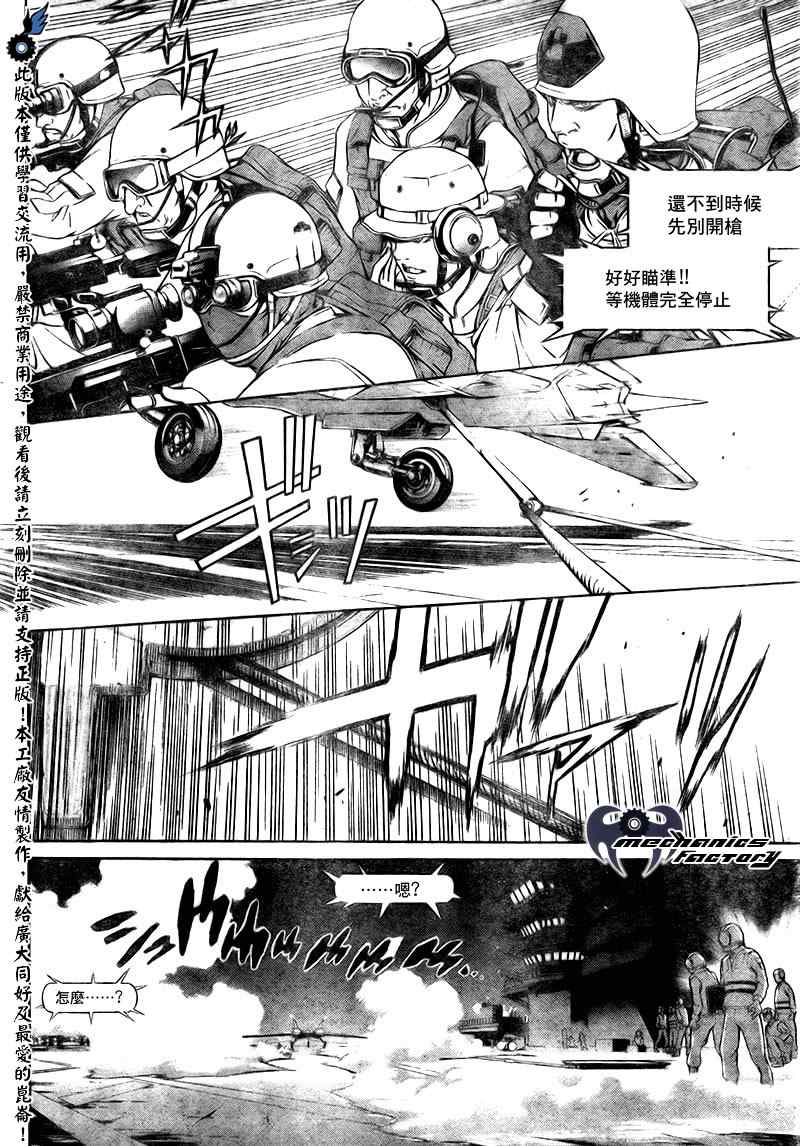 還不到時候
先別開槍
好好瞄準!!
等機體完全停止
ギギ
ガァッ
mechanics
factory
……嗯?
シュウウウウウ…
怎麼……?
此版本僅供學習交流用，嚴禁商業用途，觀看後請立刻刪除並請支持正版！本工廠友情製作，獻給廣大同好及最愛的崑崙！